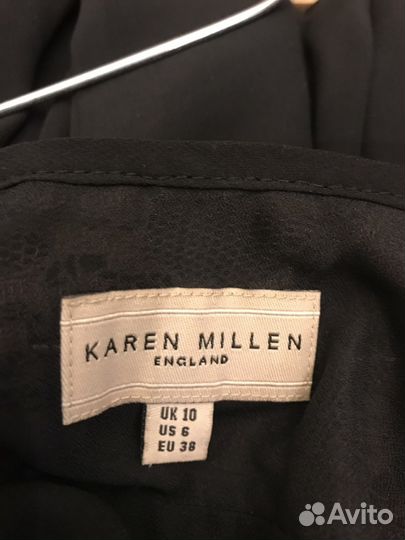 KAREN MILLEN
ENGLAND
UK 10
US 6
EU 38
Avito